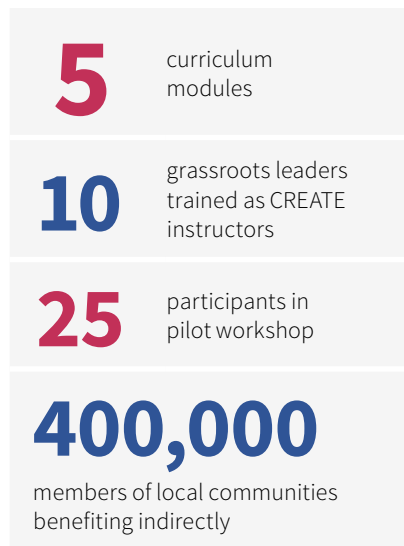 5
curriculum
modules
10
grassroots leaders
trained as CREATE
instructors
25
participants in
pilot workshop
400,000
members of local communities
benefiting indirectly